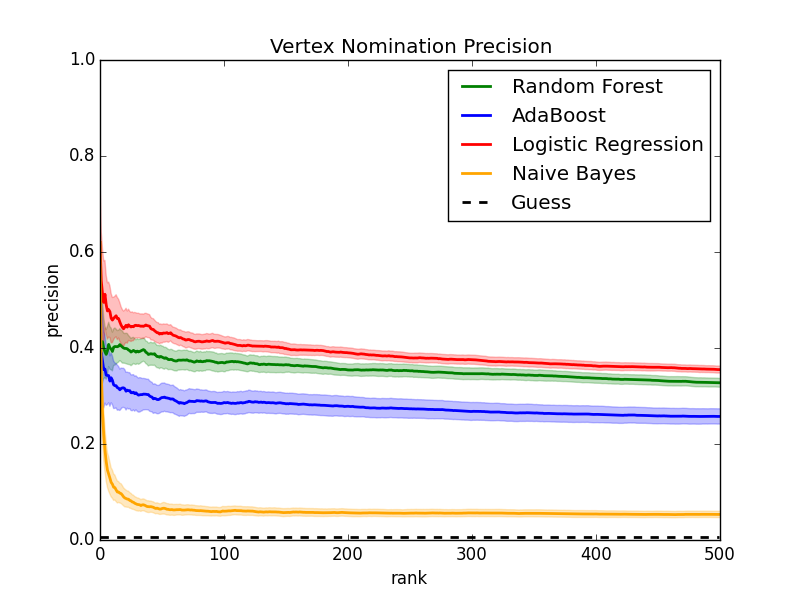 Vertex Nomination Precision
1.0
0.8
0.6
0.4
0.2
0.0
precision
Random Forest
AdaBoost
Logistic Regression
Naive Bayes
Guess
0 100 200 300 400 500
rank